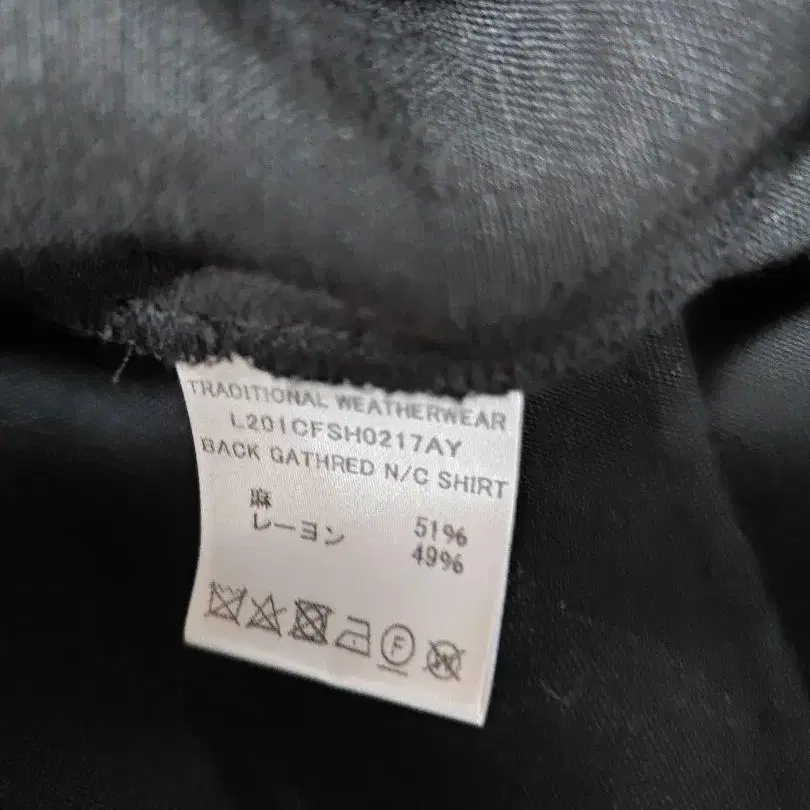 TRADITIONAL WEATHERWEAR
L201CFSH0217AY
BACK GATHRED N/C SHIRT
麻 51%
レーヨン 49%
F W